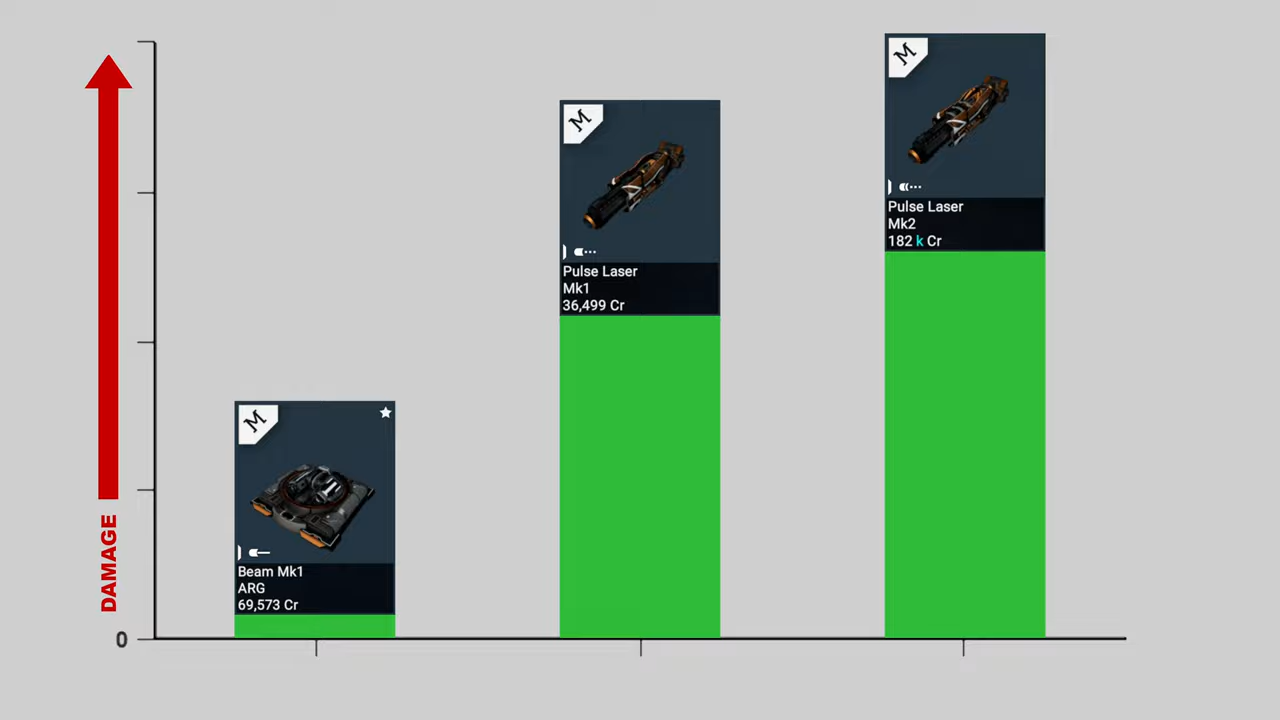 M
Beam Mk1
ARG
69,573 Cr
M
Pulse Laser
Mk1
36,499 Cr
M
Pulse Laser
Mk2
182 k Cr
DAMAGE
0